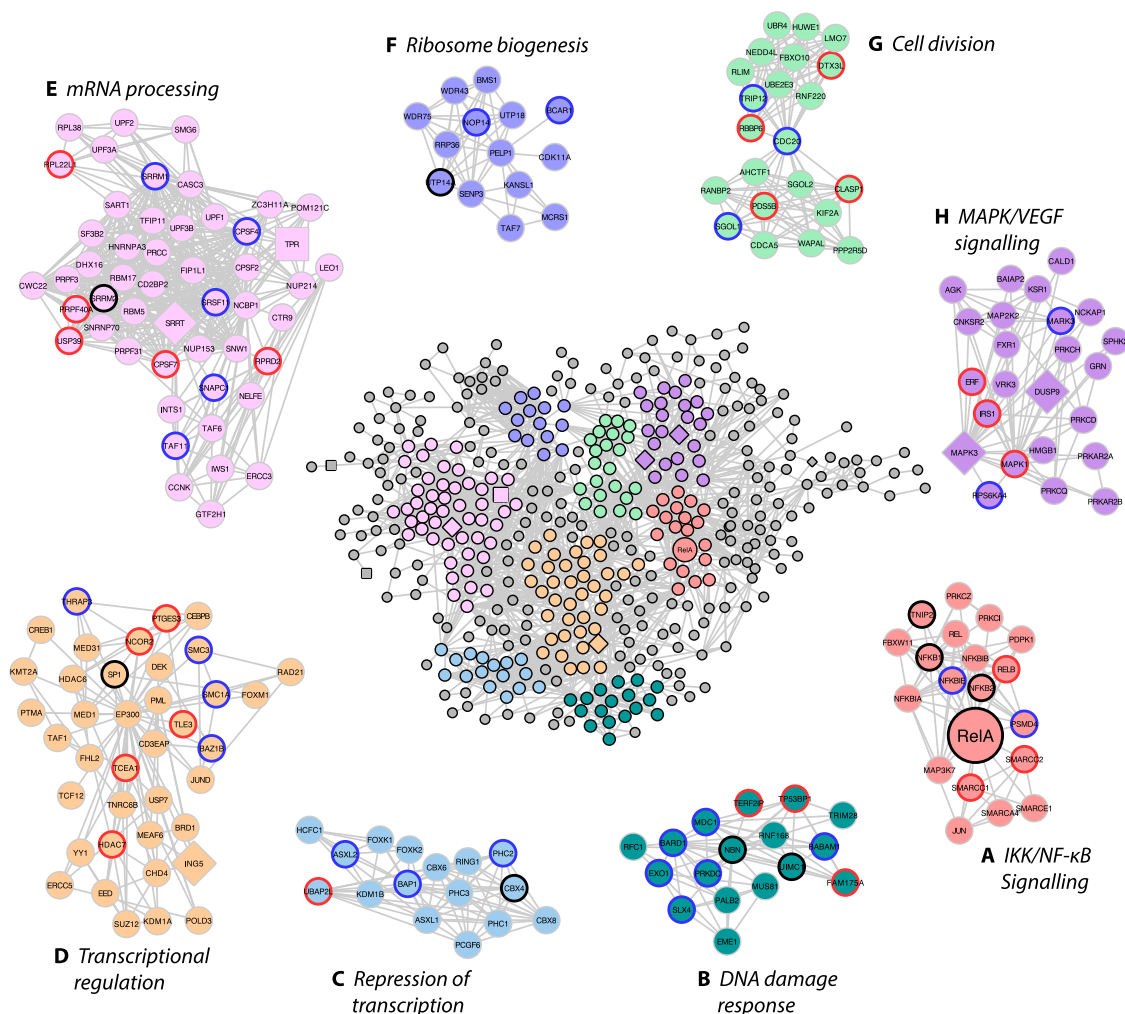 F Ribosome biogenesis
BMS1
WDR43
BCAR1
WDR75
NOP14
UTP18
RRP36
PELP1
CDK11A
UTP14A
SENP3
KANSL1
MCRS1
TAF7
G Cell division
UBR4
HUWE1
LMO7
NEDD4L
FBXO10
DTX3L
RLIM
UBE2E3
TRIP12
RNF220
RBBP6
CDC20
AHCTF1
RANBP2
SGOL2
CLASP1
PDS5B
KIF2A
SGOL1
CDCA5
WAPAL
PPP2R5D
E mRNA processing
RPL38
UPF2
SMG6
UPF3A
RPL22L1
SRRM1
CASC3
SART1
ZC3H11A
POM121C
TFIP11
UPF1
SF3B2
UPF3B
CPSF4
HNRNPA3
TPR
PRCC
DHX16
FIP1L1
CPSF2
LEO1
CWC22
PRPF3
RBM17
CD2BP2
NUP214
SRRM2
SRSF11
NCBP1
PRPF40A
RBM5
CTR9
SNRNP70
SRRT
USP39
PRPF31
NUP153
SNW1
CPSF7
RPRD2
SNAPC1
NELFE
INTS1
TAF6
TAF11
IWS1
CCNK
ERCC3
GTF2H1
H MAPK/VEGF
signalling
CALD1
BAIAP2
AGK
KSR1
CNKSR2
MAP2K2
MARK3
NCKAP1
FXR1
PRKCH
SPHK2
GRN
ERF
VRK3
DUSP9
IRS1
PRKCD
MAPK3
HMGB1
MAPK1
PRKAR2A
RPS6KA4
PRKCQ
PRKAR2B
RelA
D Transcriptional
regulation
THRAP3
PTGES3
CEBPB
CREB1
NCOR2
MED31
SMC3
KMT2A
DEK
RAD21
HDAC6
SP1
PML
SMC1A
FOXM1
PTMA
MED1
EP300
TLE3
TAF1
CD3EAP
BAZ1B
FHL2
TCEA1
JUND
TCF12
TNRC6B
USP7
BRD1
MEAF6
YY1
HDAC7
ING5
CHD4
ERCC5
EED
SUZ12
KDM1A
POLD3
C Repression of
transcription
HCFC1
FOXK1
ASXL2
FOXK2
PHC2
CBX6
RING1
UBAP2L
KDM1B
BAP1
PHC3
CBX4
ASXL1
PHC1
CBX8
PCGF6
B DNA damage
response
TERF2IP
TP53BP1
MDC1
TRIM28
RNF168
RFC1
BARD1
NBN
BABAM1
EXO1
PRKDC
UIMC1
FAM175A
MUS81
SLX4
PALB2
EME1
A IKK/NF-κB
Signalling
PRKCZ
TNIP2
PRKCI
REL
FBXW11
PDPK1
NFKB1
NFKBIB
RELB
NFKBIE
NFKB2
NFKBIA
PSMD4
RelA
SMARCC2
MAP3K7
SMARCC1
SMARCA4
SMARCE1
JUN